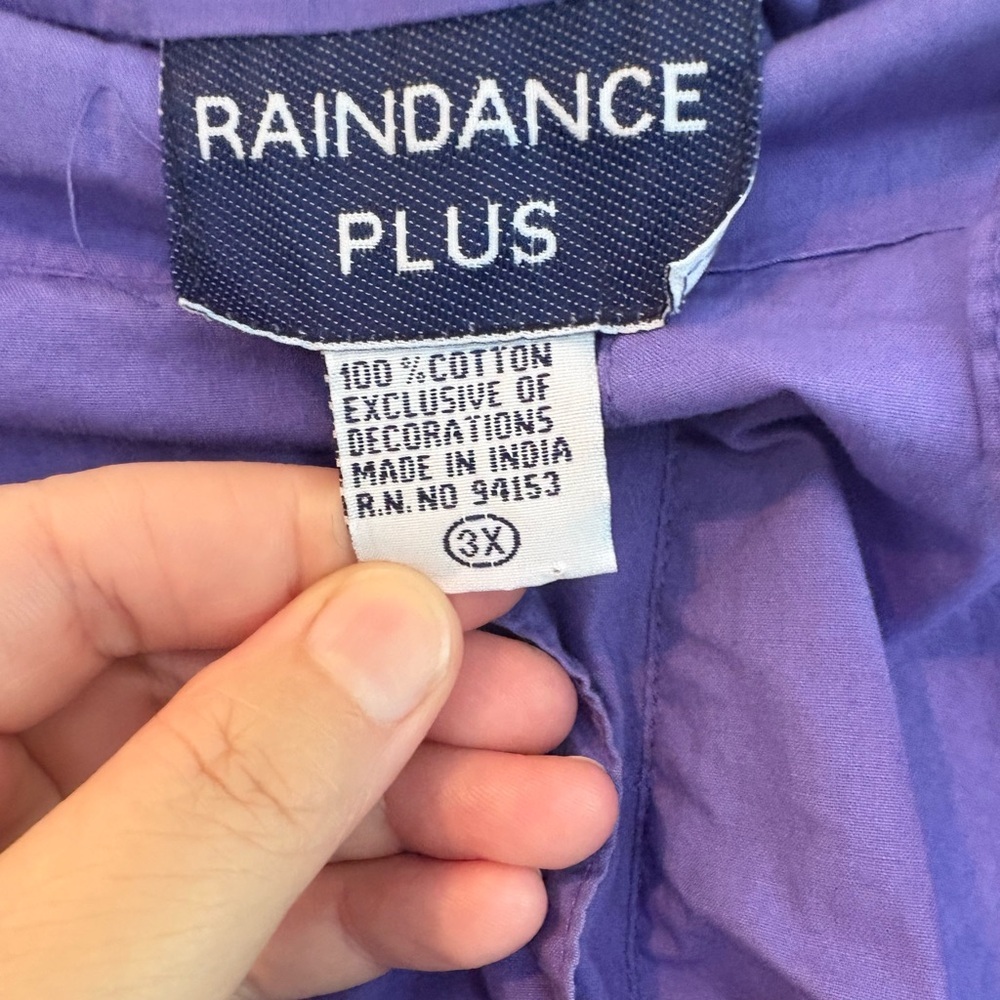 RAINDANCE
PLUS
100 % COTTON
EXCLUSIVE OF
DECORATIONS
MADE IN INDIA
R.N. NO 94153
3X